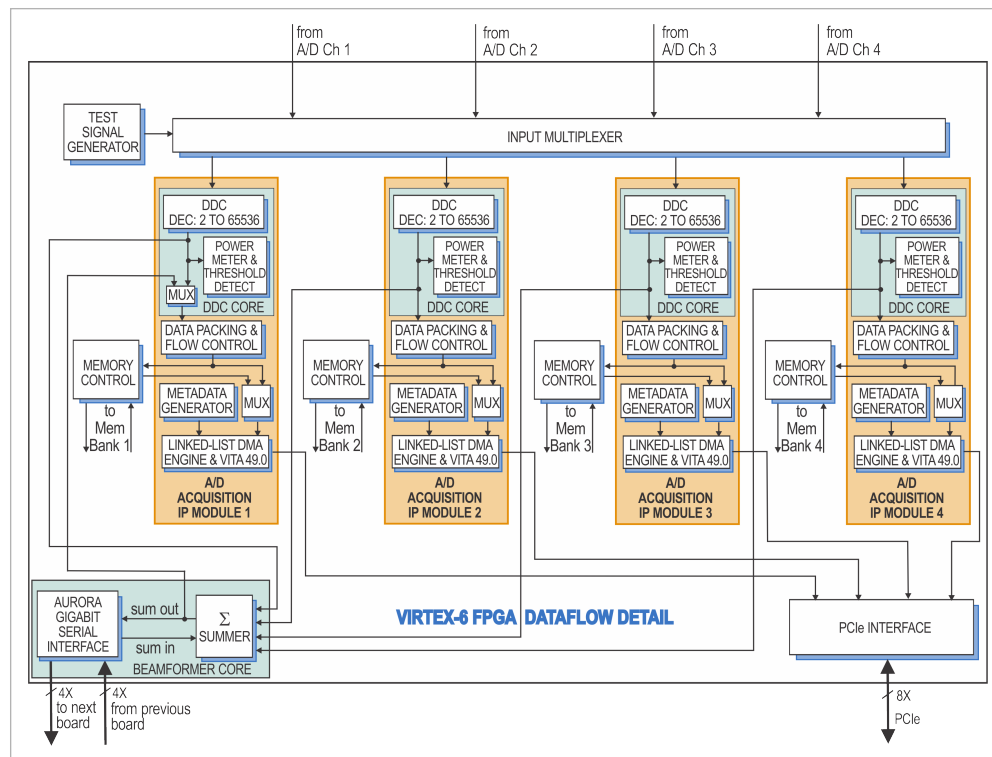 from
A/D Ch 1
from
A/D Ch 2
from
A/D Ch 3
from
A/D Ch 4
TEST
SIGNAL
GENERATOR
INPUT MULTIPLEXER
DDC
DEC: 2 TO 65536
POWER
METER &
THRESHOLD
DETECT
MUX
DDC CORE
DATA PACKING &
FLOW CONTROL
MEMORY
CONTROL
METADATA
GENERATOR
MUX
to
Mem
Bank 1
LINKED-LIST DMA
ENGINE & VITA 49.0
A/D
ACQUISITION
IP MODULE 1
DDC
DEC: 2 TO 65536
POWER
METER &
THRESHOLD
DETECT
DDC CORE
DATA PACKING &
FLOW CONTROL
MEMORY
CONTROL
METADATA
GENERATOR
MUX
to
Mem
Bank 2
LINKED-LIST DMA
ENGINE & VITA 49.0
A/D
ACQUISITION
IP MODULE 2
DDC
DEC: 2 TO 65536
POWER
METER &
THRESHOLD
DETECT
DDC CORE
DATA PACKING &
FLOW CONTROL
MEMORY
CONTROL
METADATA
GENERATOR
MUX
to
Mem
Bank 3
LINKED-LIST DMA
ENGINE & VITA 49.0
A/D
ACQUISITION
IP MODULE 3
DDC
DEC: 2 TO 65536
POWER
METER &
THRESHOLD
DETECT
DDC CORE
DATA PACKING &
FLOW CONTROL
MEMORY
CONTROL
METADATA
GENERATOR
MUX
to
Mem
Bank 4
LINKED-LIST DMA
ENGINE & VITA 49.0
A/D
ACQUISITION
IP MODULE 4
AURORA
GIGABIT
SERIAL
INTERFACE
sum out
sum in
Σ
SUMMER
BEAMFORMER CORE
VIRTEX-6 FPGA DATAFLOW DETAIL
PCIe INTERFACE
4X
to next
board
4X
from previous
board
8X
PCIe